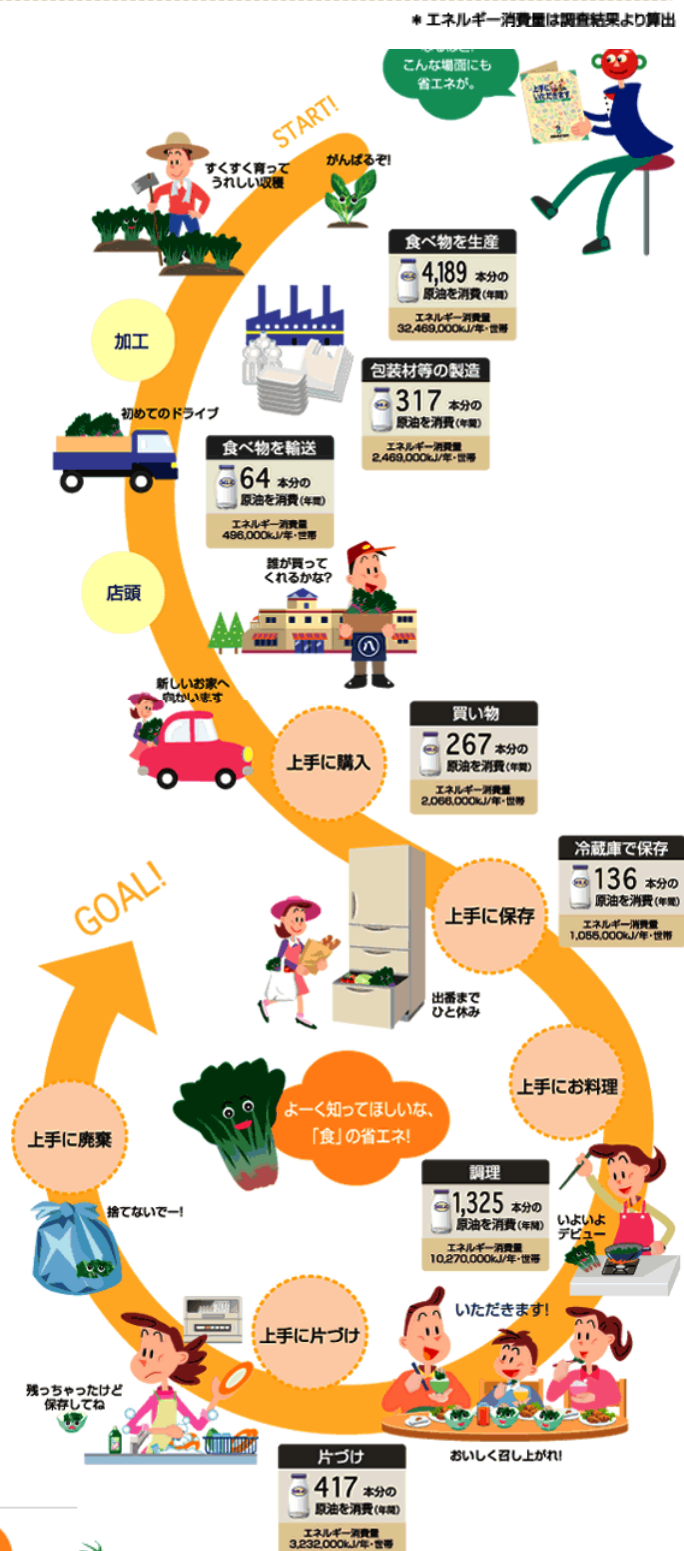 ＊エネルギー消費量は調査結果より算出
こんな場面にも
省エネが。
上手に
いただきます
START!
すくすく育って
うれしい収穫
がんばるぞ!
食べ物を生産
4,189 本分の
原油を消費(年間)
エネルギー消費量
32,469,000kJ/年・世帯
加工
包装材等の製造
317 本分の
原油を消費(年間)
エネルギー消費量
2,469,000kJ/年・世帯
初めてのドライブ
食べ物を輸送
64 本分の
原油を消費(年間)
エネルギー消費量
496,000kJ/年・世帯
店頭
誰が買って
くれるかな?
八
新しいお家へ
向かいます
上手に購入
買い物
267 本分の
原油を消費(年間)
エネルギー消費量
2,066,000kJ/年・世帯
冷蔵庫で保存
136 本分の
原油を消費(年間)
エネルギー消費量
1,055,000kJ/年・世帯
上手に保存
GOAL!
出番まで
ひと休み
上手にお料理
よーく知ってほしいな、
「食」の省エネ!
上手に廃棄
調理
1,325 本分の
原油を消費(年間)
エネルギー消費量
10,270,000kJ/年・世帯
いよいよ
デビュー
捨てないでー!
いただきます!
上手に片づけ
残っちゃったけど
保存してね
おいしく召し上がれ!
片づけ
417 本分の
原油を消費(年間)
エネルギー消費量
3,232,000kJ/年・世帯